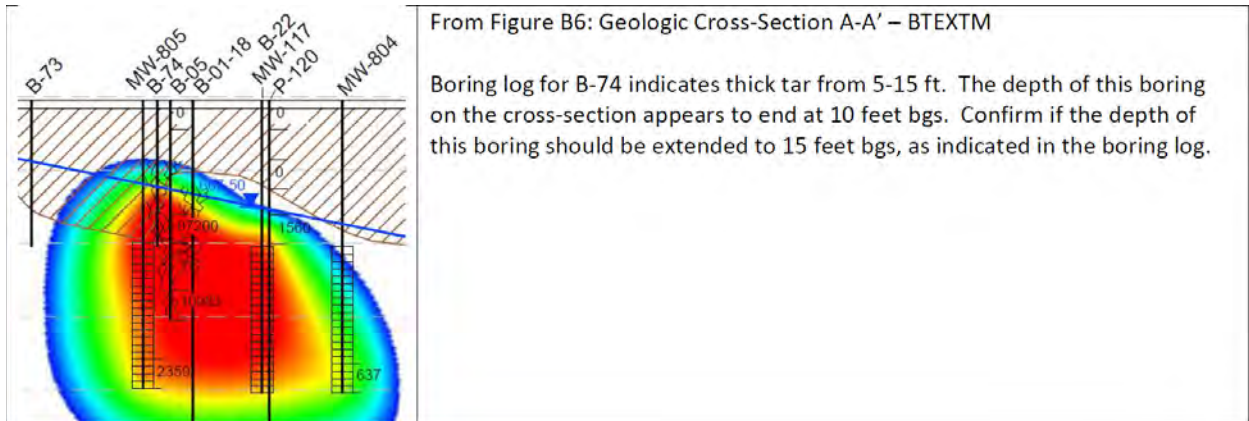 B-73
MW-805
B-74
B-05
B-01-18
B-22
MW-117
P-120
MW-804
0
0
0
0
1560
2359
637
From Figure B6: Geologic Cross-Section A-A’ – BTEXTM
Boring log for B-74 indicates thick tar from 5-15 ft. The depth of this boring
on the cross-section appears to end at 10 feet bgs. Confirm if the depth of
this boring should be extended to 15 feet bgs, as indicated in the boring log.